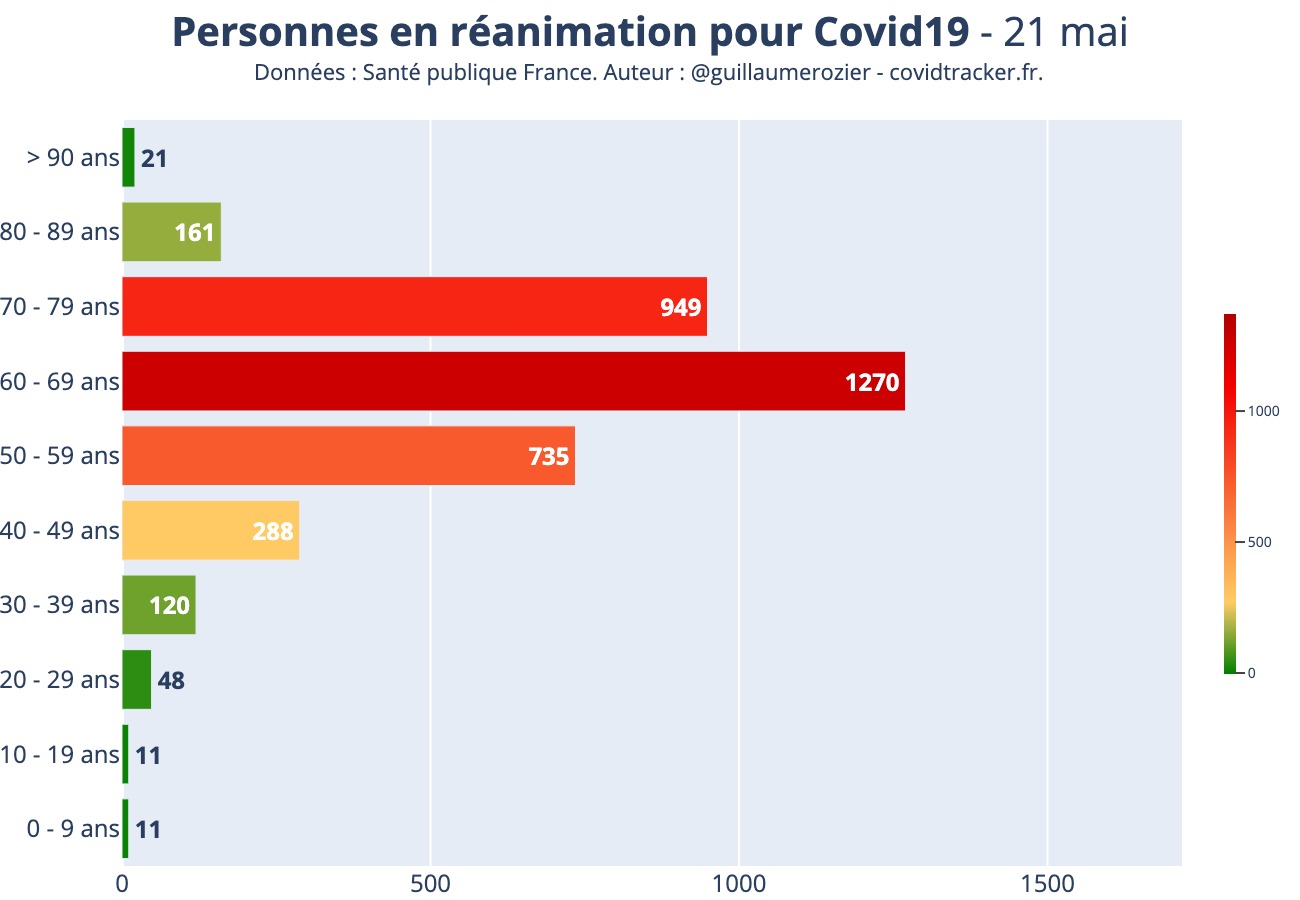 Personnes en réanimation pour Covid19 - 21 mai
Données : Santé publique France. Auteur : @guillaumerozier - covidtracker.fr.
> 90 ans 21
80 - 89 ans 161
70 - 79 ans 949
60 - 69 ans 1270
50 - 59 ans 735
40 - 49 ans 288
30 - 39 ans 120
20 - 29 ans 48
10 - 19 ans 11
0 - 9 ans 11
0 500 1000 1500
1000
500
0